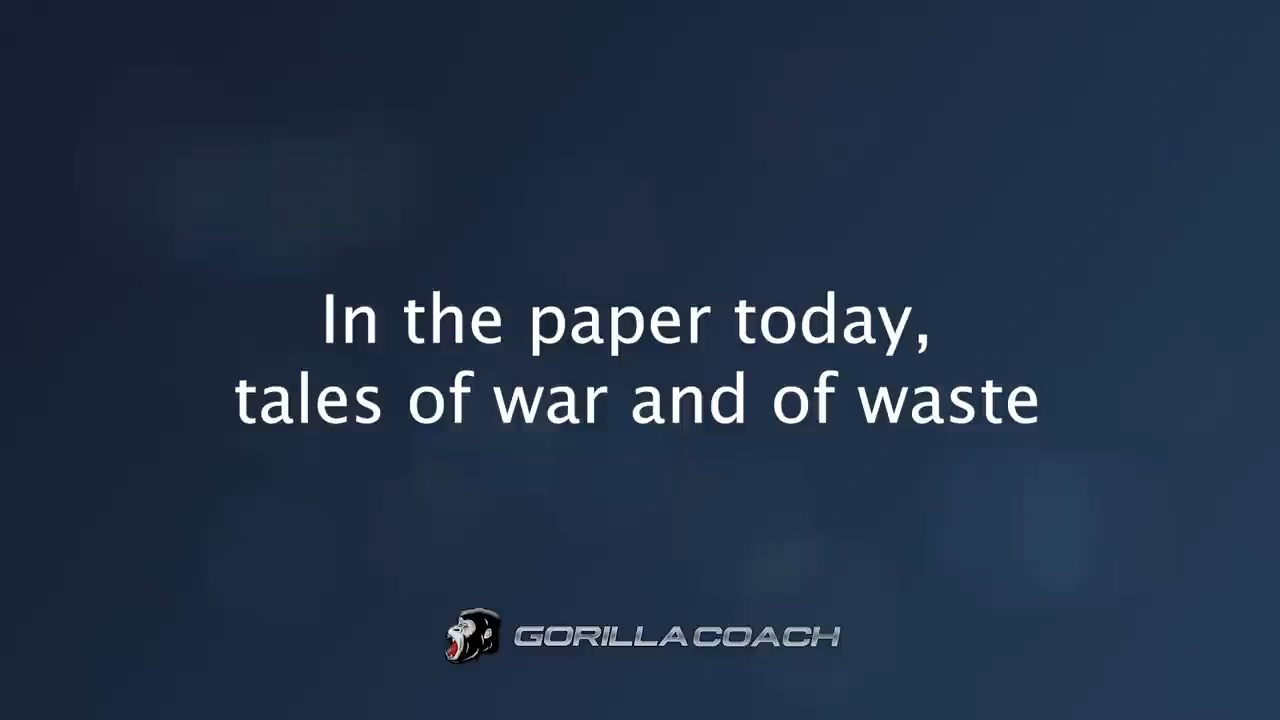 In the paper today,
tales of war and of waste
GORILLACOACH